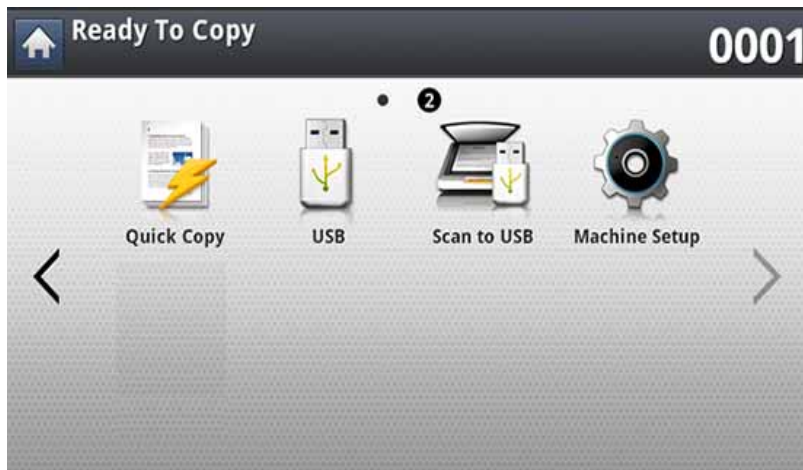 Ready To Copy
0001
2
Quick Copy
USB
Scan to USB
Machine Setup